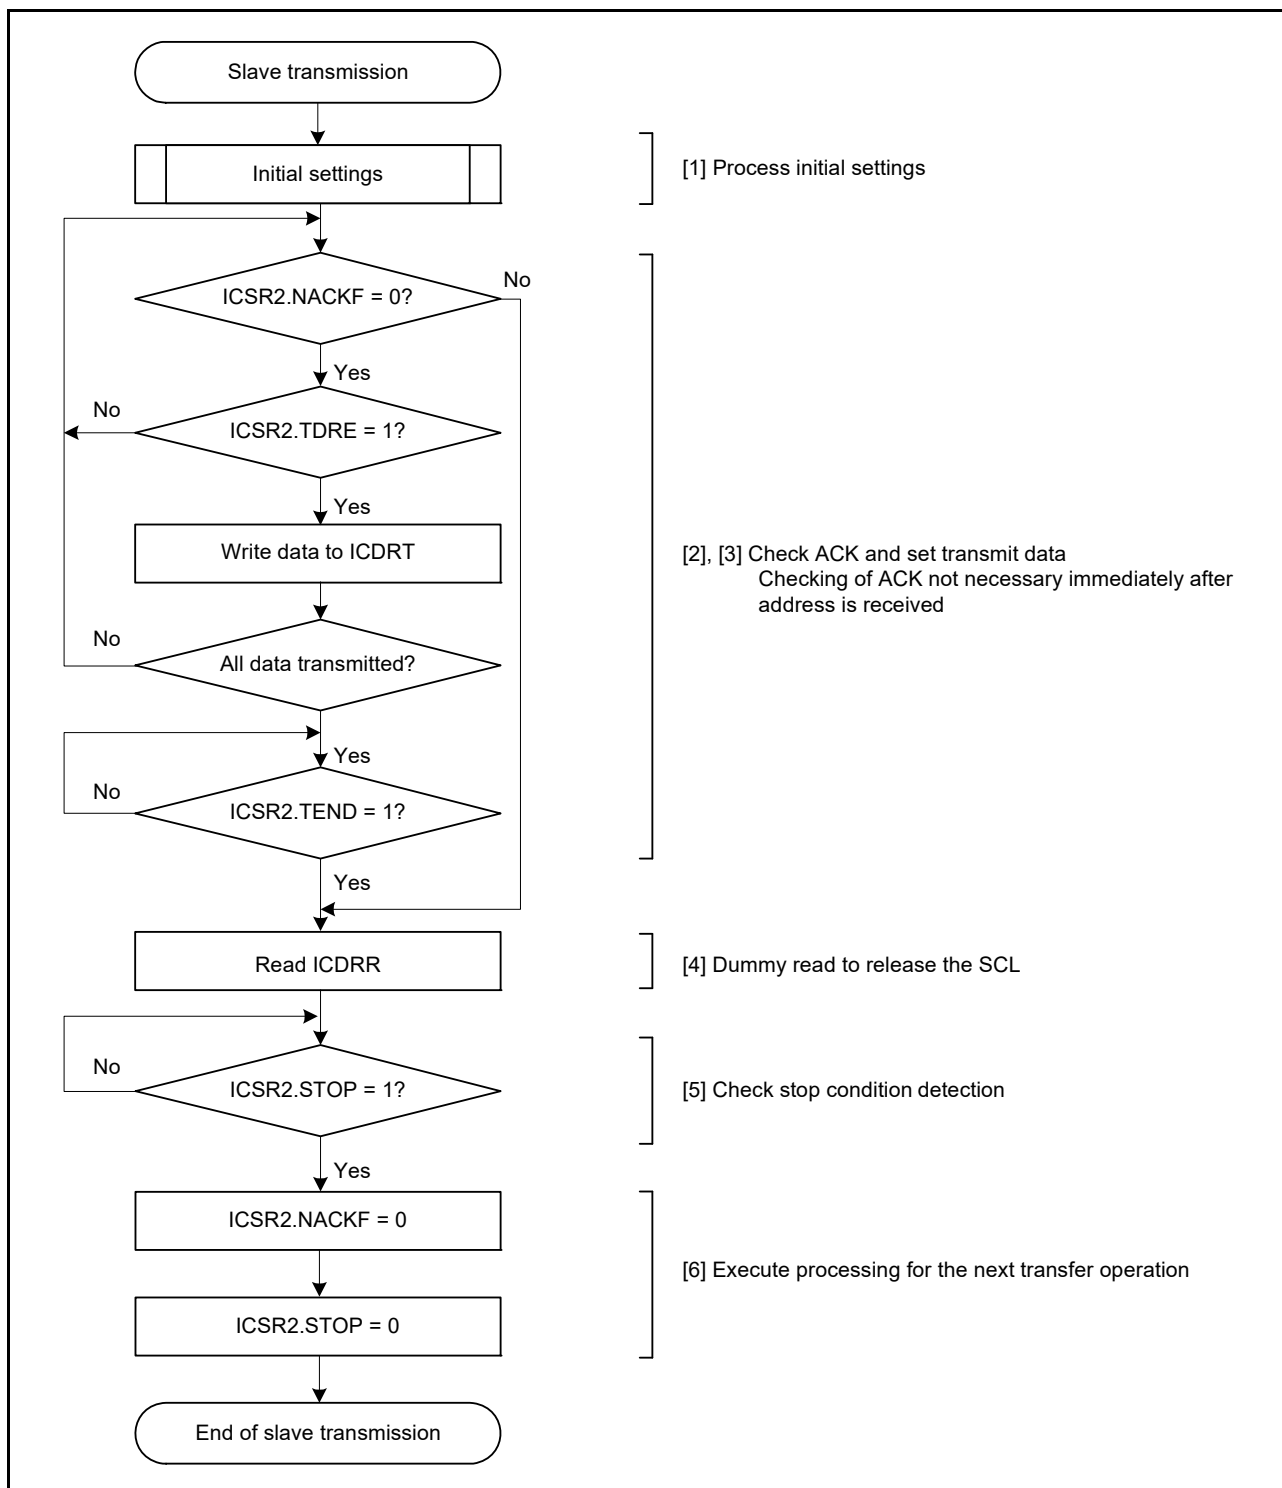 Slave transmission
Initial settings
[1] Process initial settings
No
ICSR2.NACKF = 0?
Yes
No
ICSR2.TDRE = 1?
Yes
Write data to ICDRT
[2], [3] Check ACK and set transmit data
Checking of ACK not necessary immediately after
address is received
No
All data transmitted?
Yes
No
ICSR2.TEND = 1?
Yes
Read ICDRR
[4] Dummy read to release the SCL
No
ICSR2.STOP = 1?
[5] Check stop condition detection
Yes
ICSR2.NACKF = 0
[6] Execute processing for the next transfer operation
ICSR2.STOP = 0
End of slave transmission